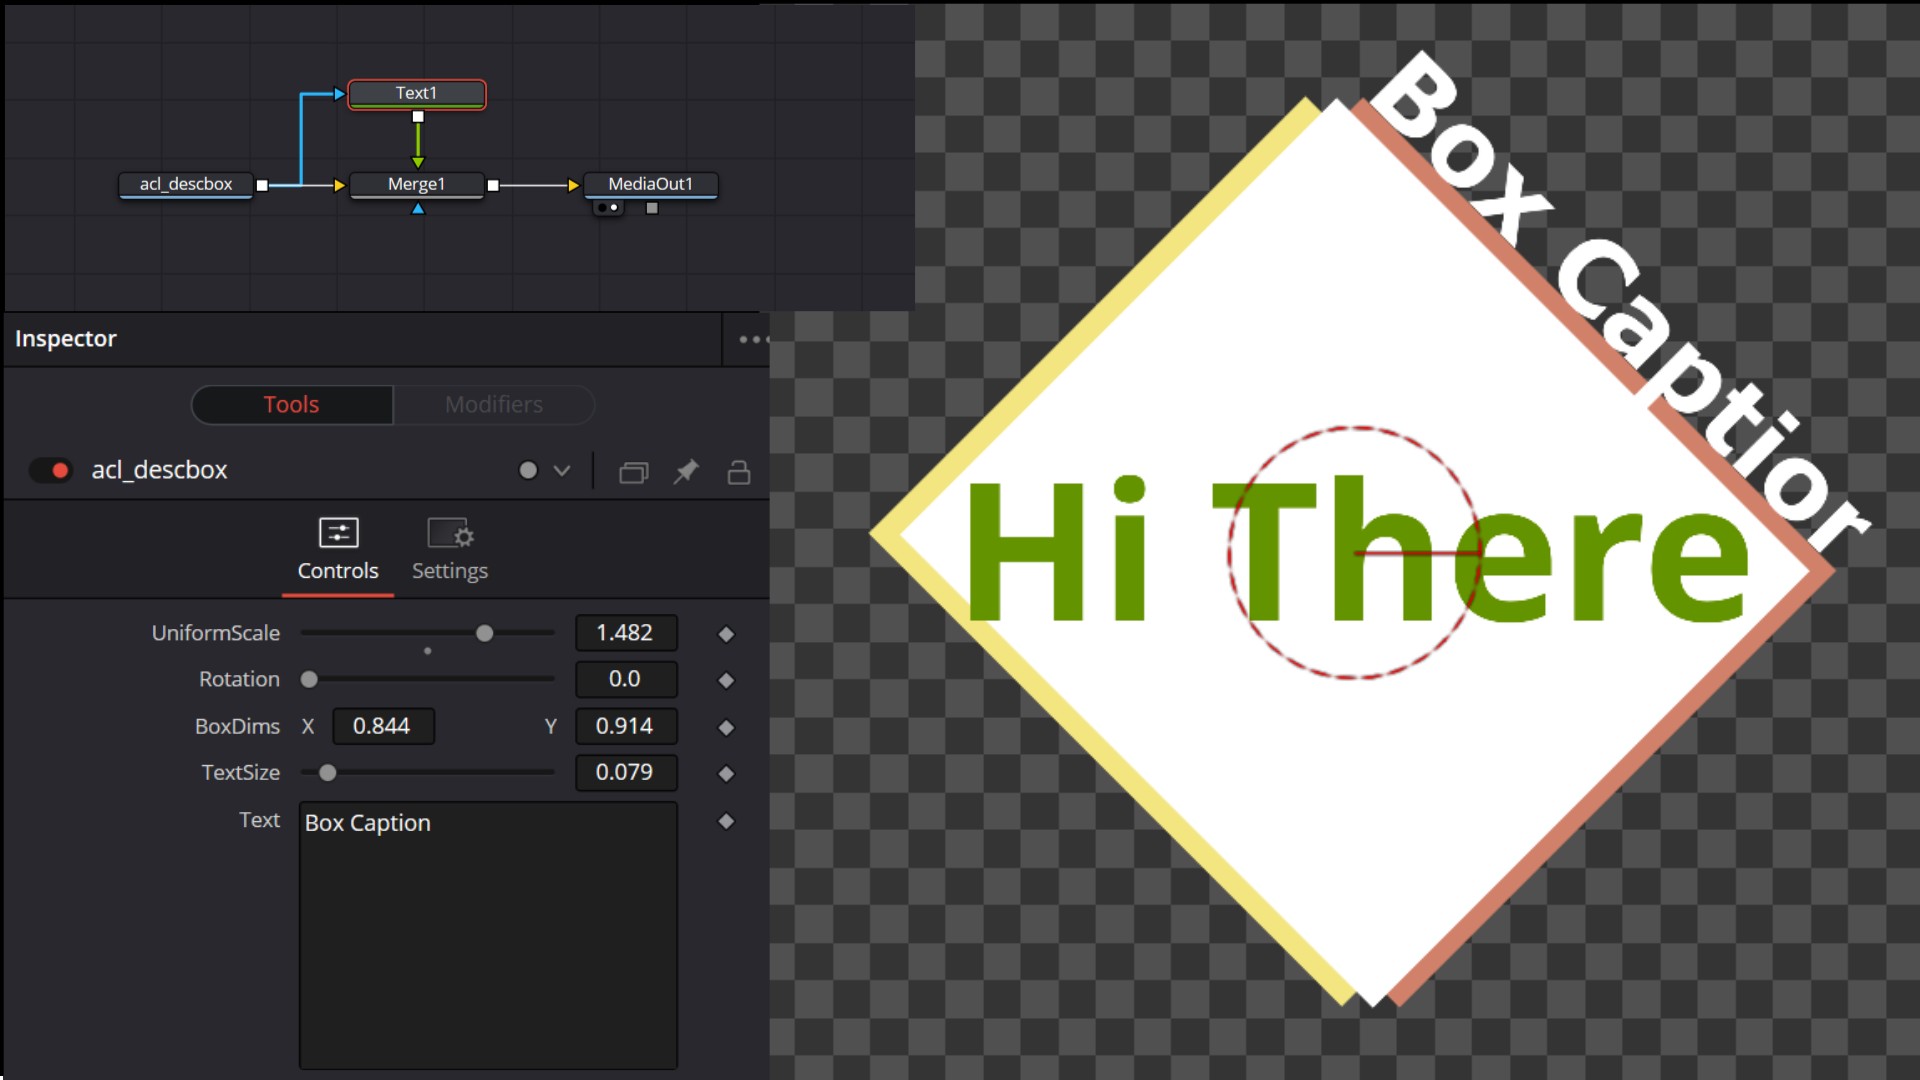 Text1
acl_descbox
Merge1
MediaOut1
Inspector
Tools
Modifiers
acl_descbox
Controls
Settings
UniformScale
1.482
Rotation
0.0
BoxDims X 0.844 Y 0.914
TextSize
0.079
Text
Box Caption
Box Caption
Hi There